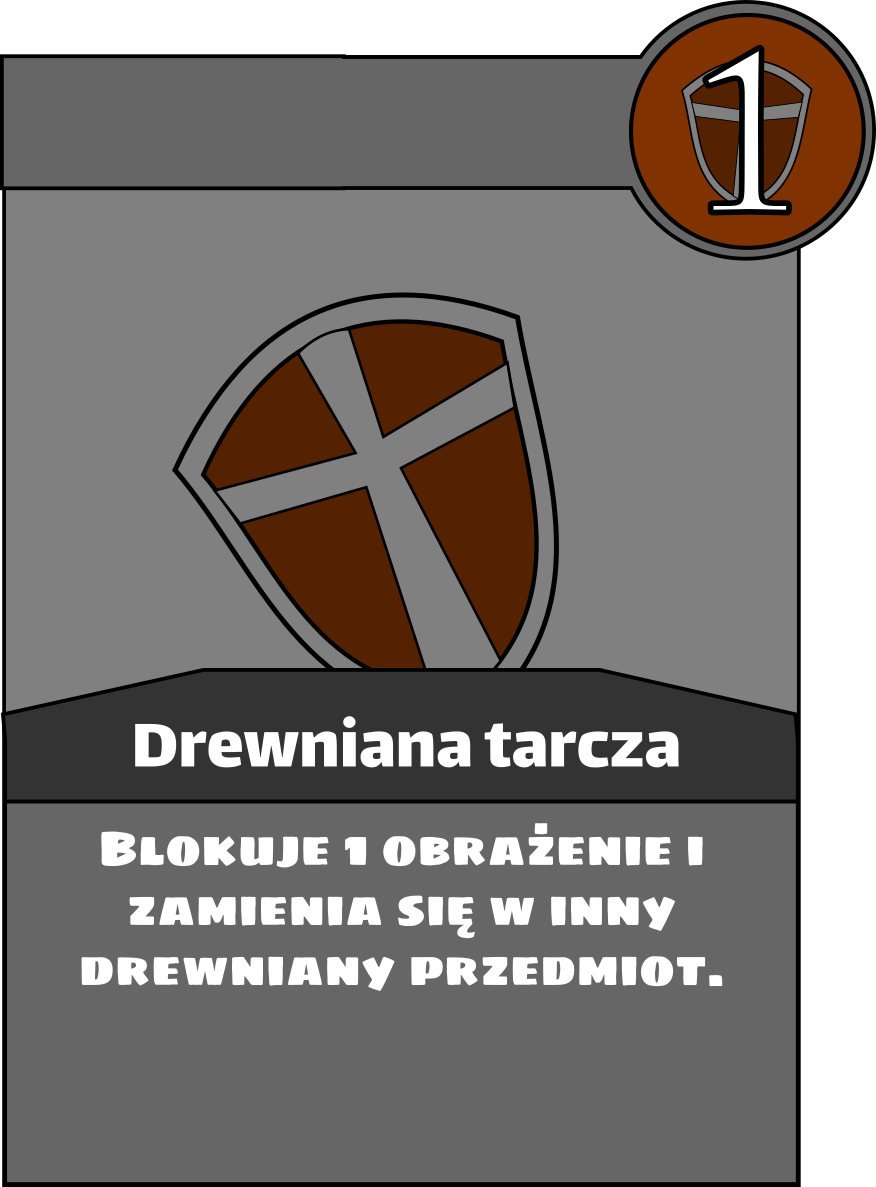 1
Drewniana tarcza
Blokuje 1 obrażenie i
zamienia się w inny
drewniany przedmiot.